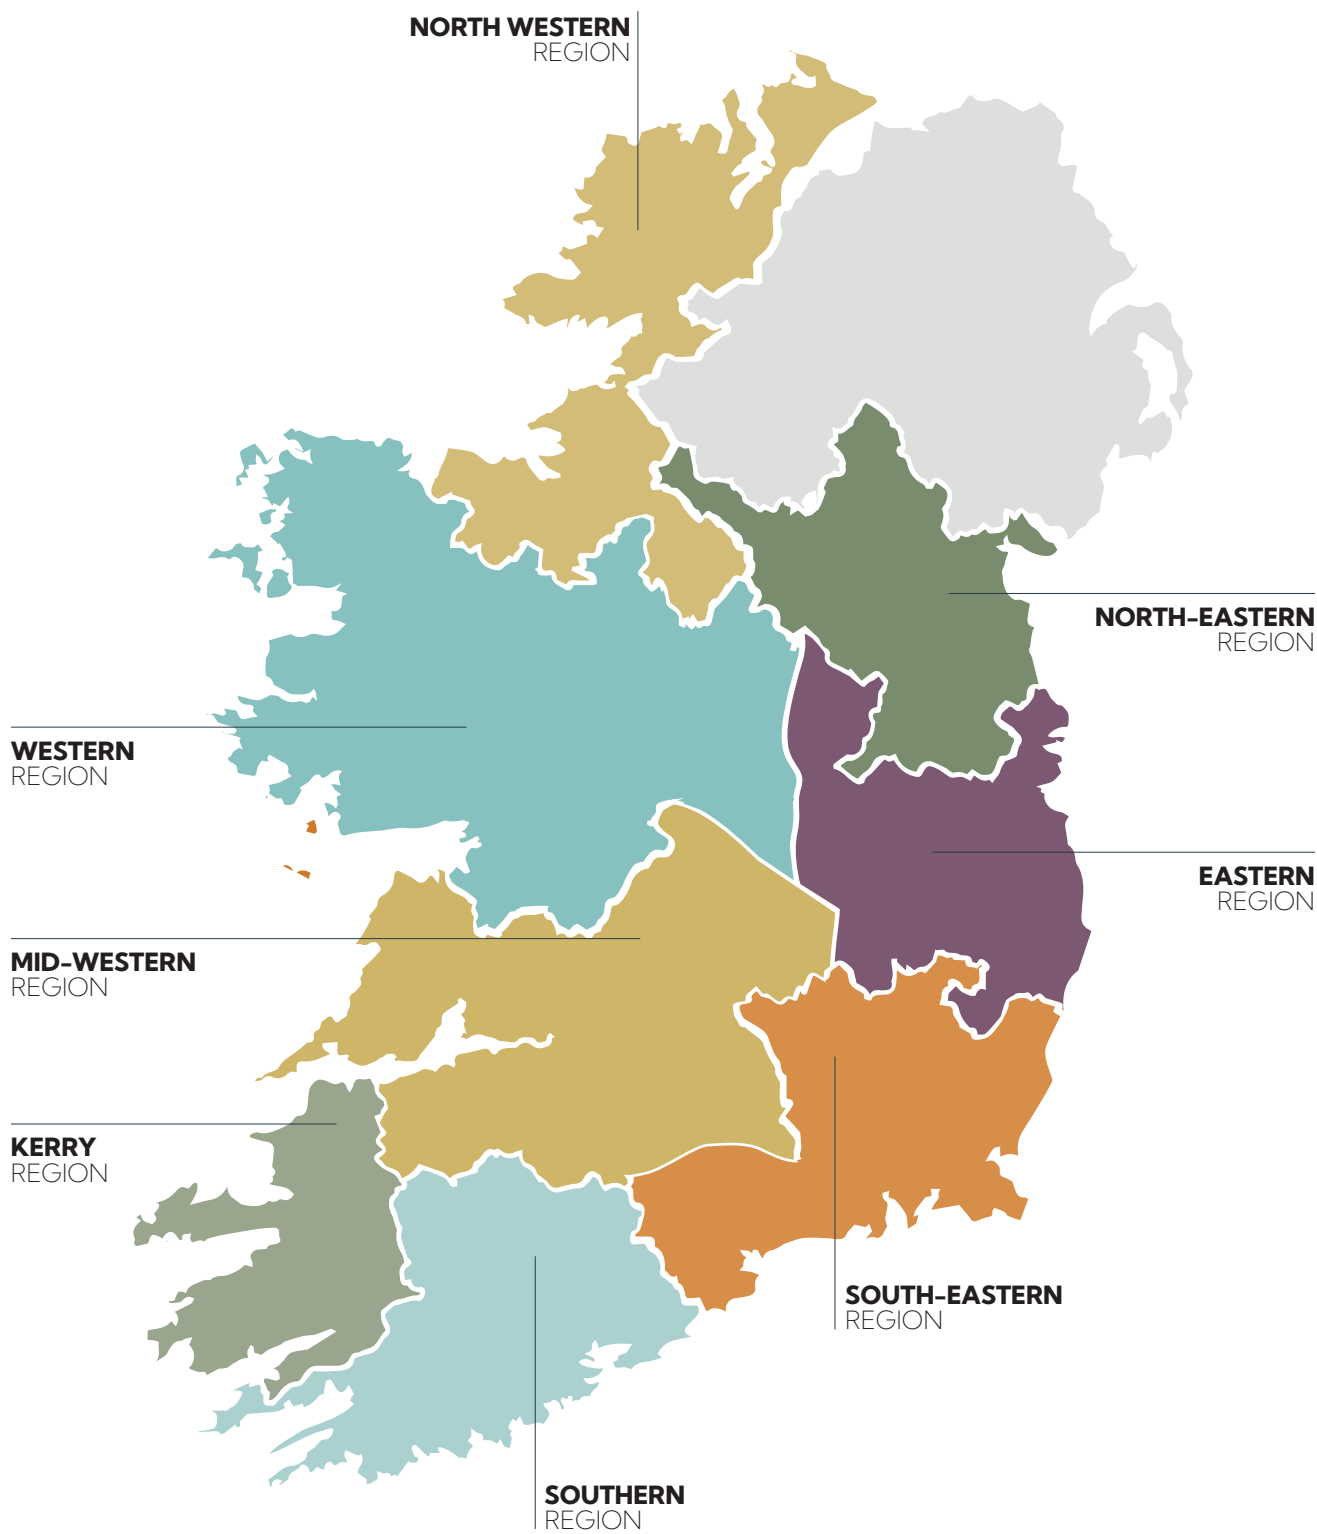 NORTH WESTERN
REGION
NORTH-EASTERN
REGION
WESTERN
REGION
EASTERN
REGION
MID-WESTERN
REGION
KERRY
REGION
SOUTH-EASTERN
REGION
SOUTHERN
REGION